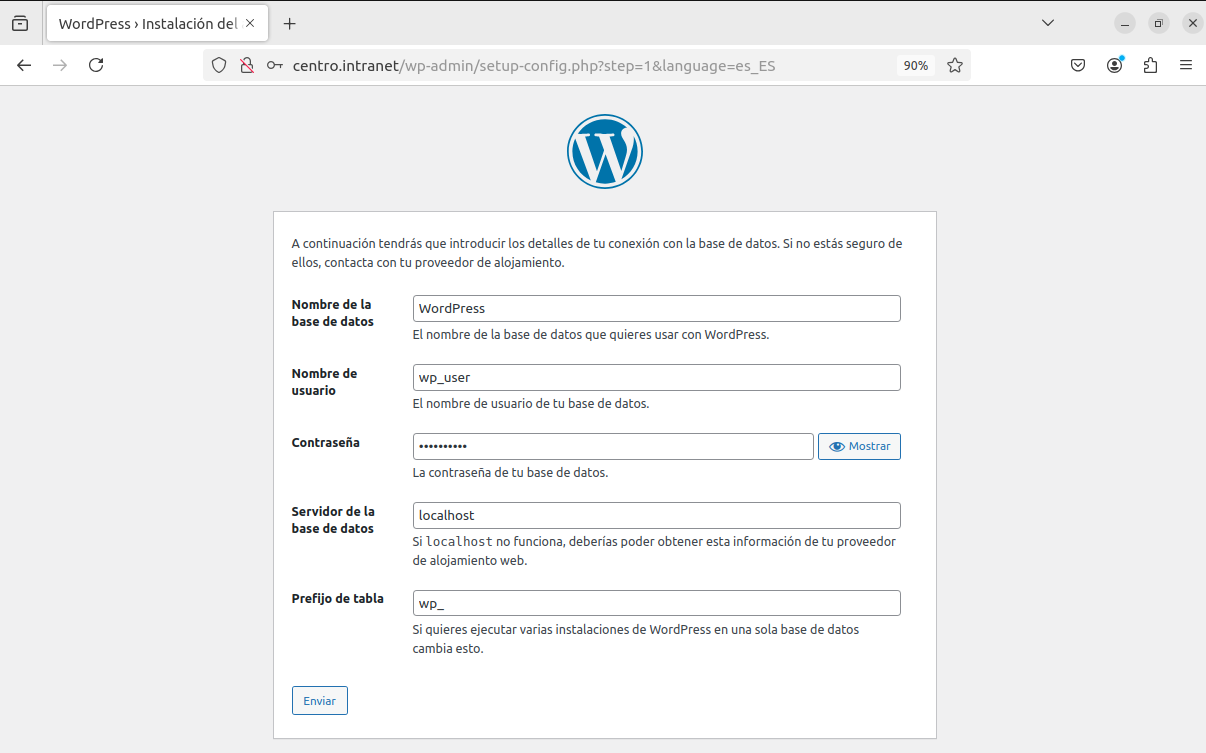 WordPress › Instalación del
centro.intranet/wp-admin/setup-config.php?step=1&language=es_ES
90%
A continuación tendrás que introducir los detalles de tu conexión con la base de datos. Si no estás seguro de
ellos, contacta con tu proveedor de alojamiento.
Nombre de la
base de datos
WordPress
El nombre de la base de datos que quieres usar con WordPress.
Nombre de
usuario
wp_user
El nombre de usuario de tu base de datos.
Contraseña
••••••••••
Mostrar
La contraseña de tu base de datos.
Servidor de la
base de datos
localhost
Si localhost no funciona, deberías poder obtener esta información de tu proveedor
de alojamiento web.
Prefijo de tabla
wp_
Si quieres ejecutar varias instalaciones de WordPress en una sola base de datos
cambia esto.
Enviar